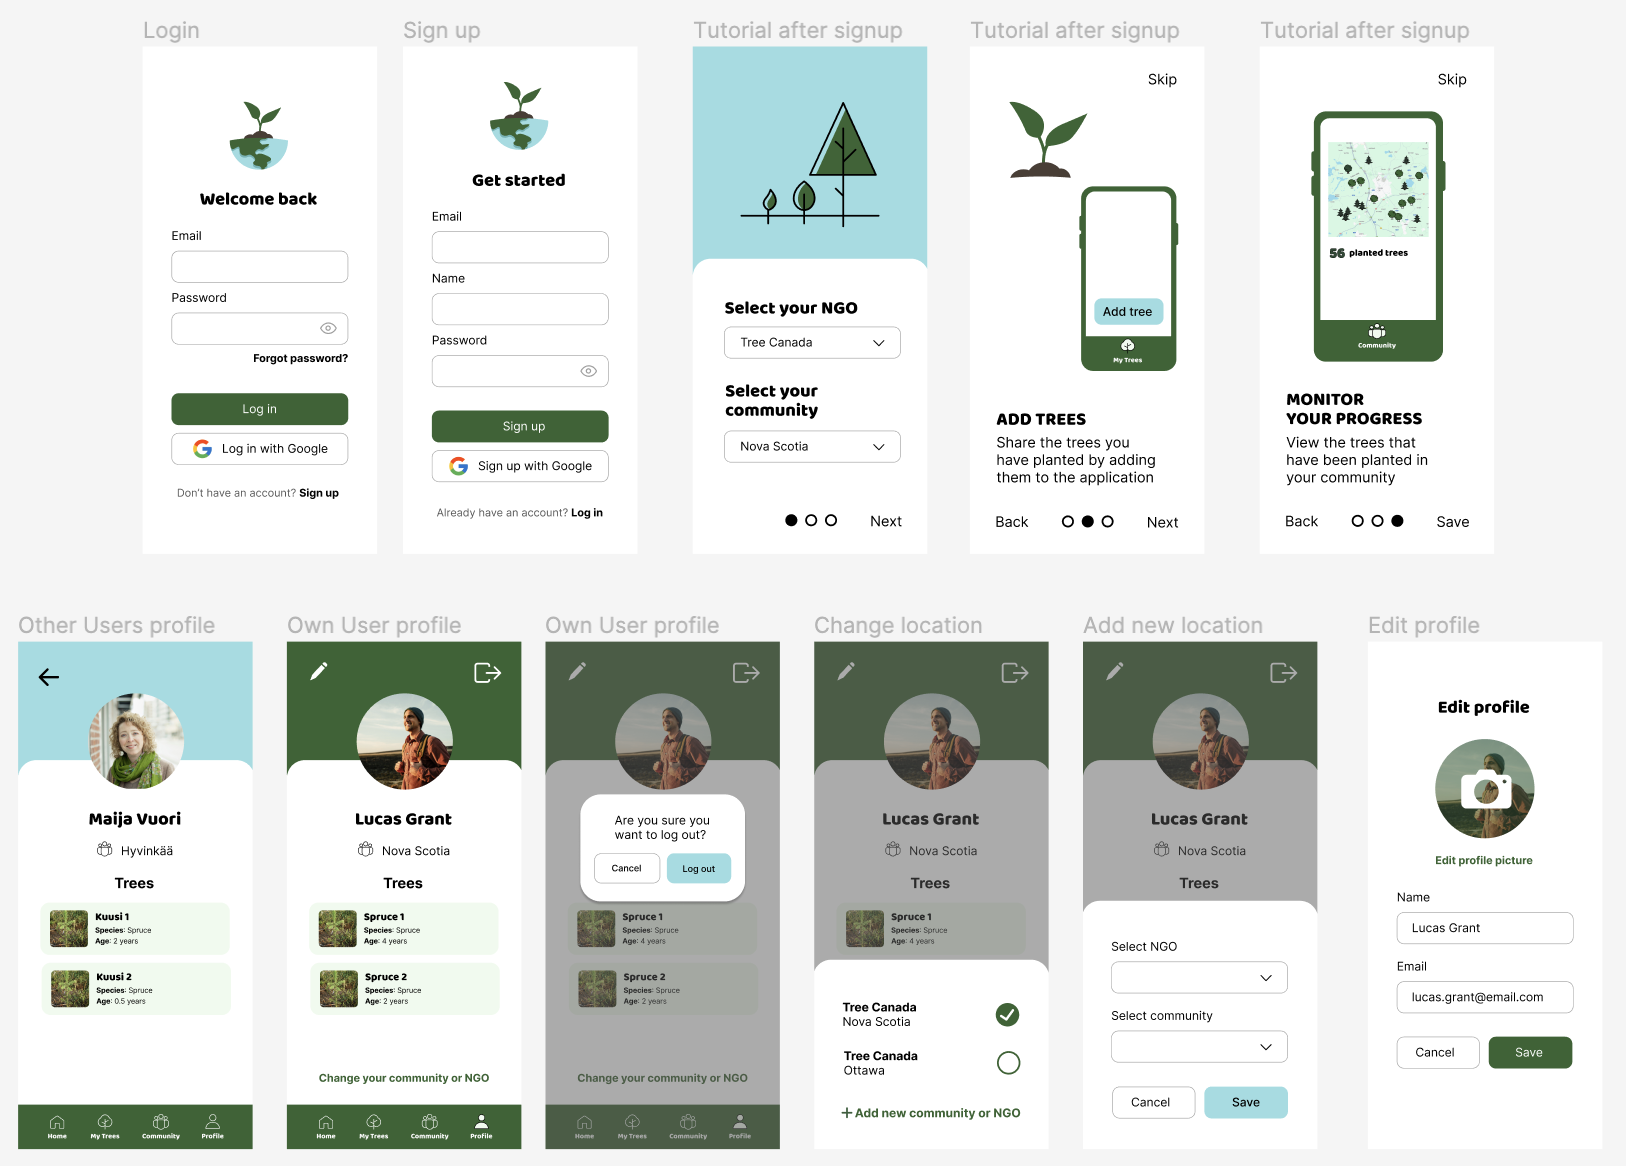 Login
Welcome back
Email
Password
Forgot password?
Log in
Log in with Google
Don't have an account? Sign up
Sign up
Get started
Email
Name
Password
Sign up
Sign up with Google
Already have an account? Log in
Tutorial after signup
Select your NGO
Tree Canada
Select your
community
Nova Scotia
Next
Tutorial after signup
Skip
Add tree
My Trees
ADD TREES
Share the trees you
have planted by adding
them to the application
Back
Next
Tutorial after signup
Skip
56 planted trees
Community
MONITOR
YOUR PROGRESS
View the trees that
have been planted in
your community
Back
Save
Other Users profile
Maija Vuori
Hyvinkää
Trees
Kuusi 1
Species: Spruce
Age: 2 years
Kuusi 2
Species: Spruce
Age: 0.5 years
Home
My Trees
Community
Profile
Own User profile
Lucas Grant
Nova Scotia
Trees
Spruce 1
Species: Spruce
Age: 4 years
Spruce 2
Species: Spruce
Age: 2 years
Change your community or NGO
Home
My Trees
Community
Profile
Own User profile
Are you sure you
want to log out?
Cancel
Log out
Spruce 1
Species: Spruce
Age: 4 years
Spruce 2
Species: Spruce
Age: 2 years
Change your community or NGO
Home
My Trees
Community
Profile
Change location
Lucas Grant
Nova Scotia
Trees
Spruce 1
Species: Spruce
Age: 4 years
Tree Canada
Nova Scotia
Tree Canada
Ottawa
+ Add new community or NGO
Add new location
Lucas Grant
Nova Scotia
Trees
Select NGO
Select community
Cancel
Save
Edit profile
Edit profile
Edit profile picture
Name
Lucas Grant
Email
lucas.grant@email.com
Cancel
Save